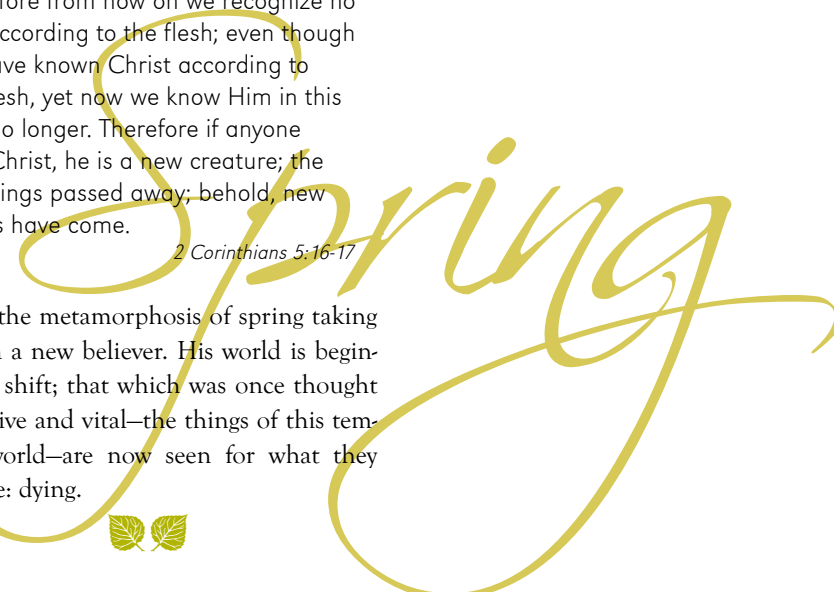 fore from now on we recognize no
ccording to the flesh; even though
ve known Christ according to
esh, yet now we know Him in this
o longer. Therefore if anyone
Christ, he is a new creature; the
ings passed away; behold, new
s have come.
2 Corinthians 5:16-17
Spring
the metamorphosis of spring taking
a new believer. His world is begin-
shift; that which was once thought
ive and vital—the things of this tem-
world—are now seen for what they
e: dying.